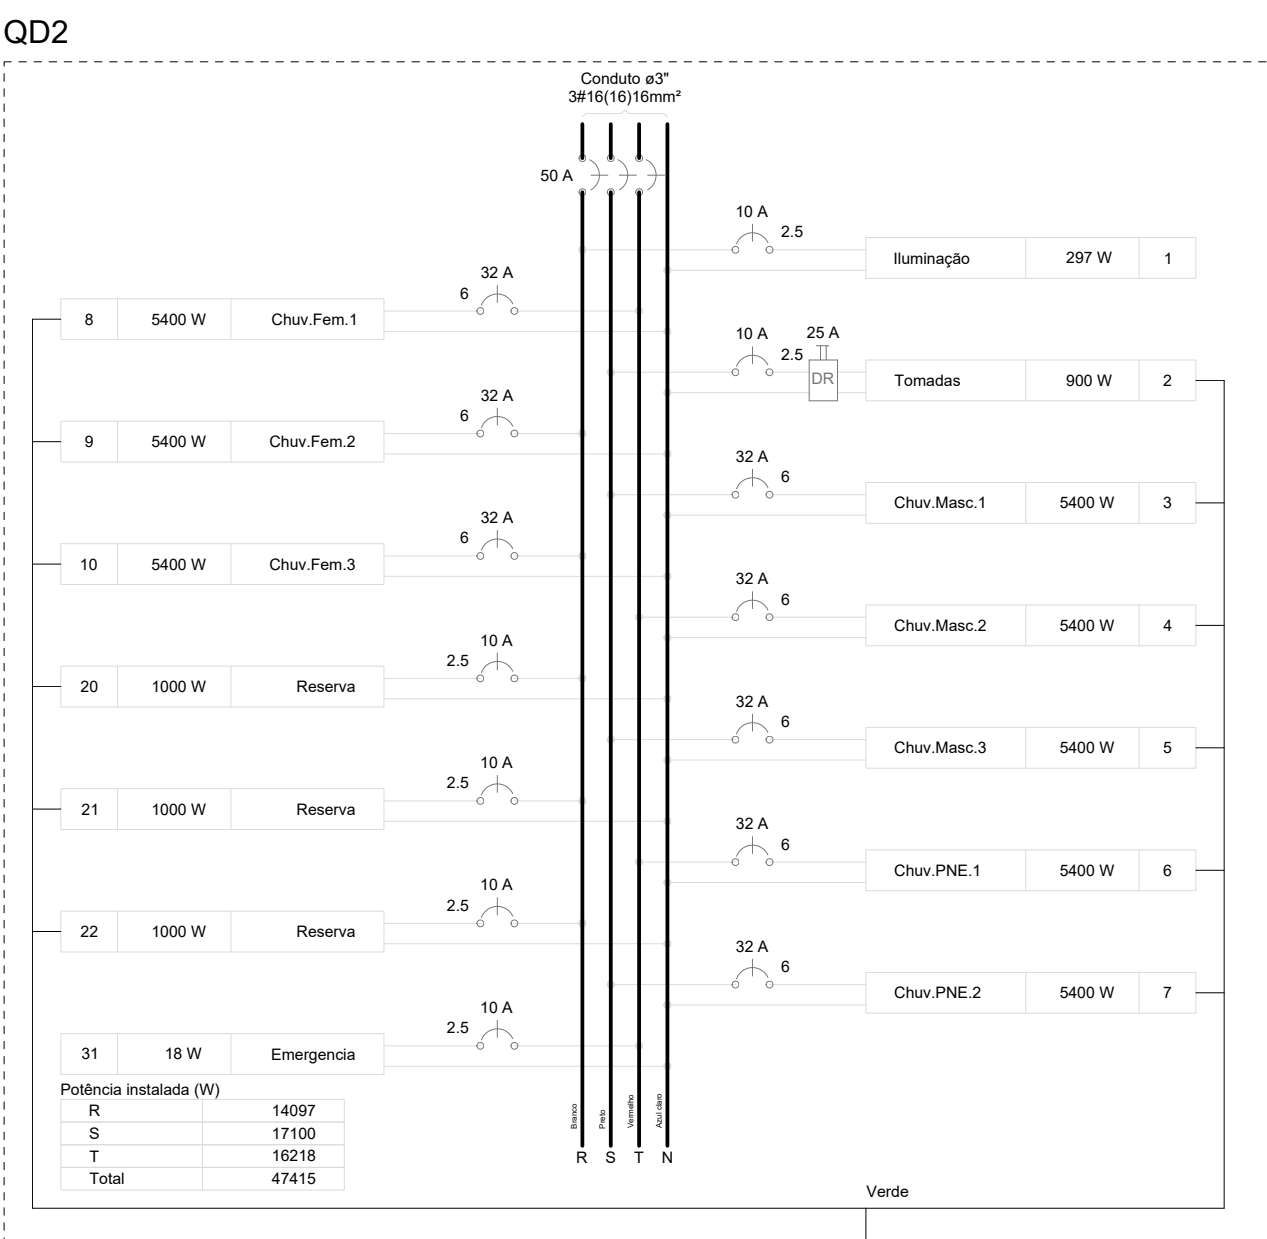 QD2
Conduto ø3"
3#16(16)16mm²
50 A
10 A
2.5
Iluminação 297 W 1
32 A
6
8 5400 W Chuv.Fem.1
10 A
2.5
25 A
DR
Tomadas 900 W 2
32 A
6
9 5400 W Chuv.Fem.2
32 A
6
Chuv.Masc.1 5400 W 3
32 A
6
10 5400 W Chuv.Fem.3
32 A
6
Chuv.Masc.2 5400 W 4
10 A
2.5
20 1000 W Reserva
32 A
6
Chuv.Masc.3 5400 W 5
10 A
2.5
21 1000 W Reserva
32 A
6
Chuv.PNE.1 5400 W 6
10 A
2.5
22 1000 W Reserva
32 A
6
Chuv.PNE.2 5400 W 7
10 A
2.5
31 18 W Emergencia
Potência instalada (W)
R 14097
S 17100
T 16218
Total 47415
Branco
Preto
Vermelho
Azul claro
R S T N
Verde